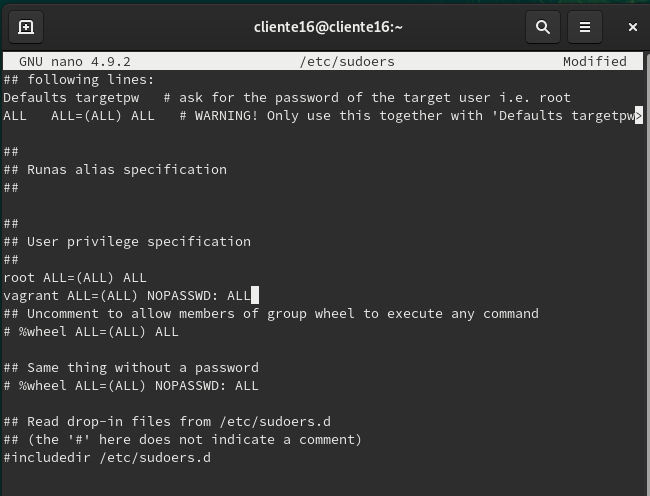 cliente16@cliente16:~
GNU nano 4.9.2 /etc/sudoers Modified
## following lines:
Defaults targetpw   # ask for the password of the target user i.e. root
ALL   ALL=(ALL) ALL   # WARNING! Only use this together with 'Defaults targetpw>
##
## Runas alias specification
##
##
## User privilege specification
##
root ALL=(ALL) ALL
vagrant ALL=(ALL) NOPASSWD: ALL
## Uncomment to allow members of group wheel to execute any command
# %wheel ALL=(ALL) ALL
## Same thing without a password
# %wheel ALL=(ALL) NOPASSWD: ALL
## Read drop-in files from /etc/sudoers.d
## (the '#' here does not indicate a comment)
#includedir /etc/sudoers.d